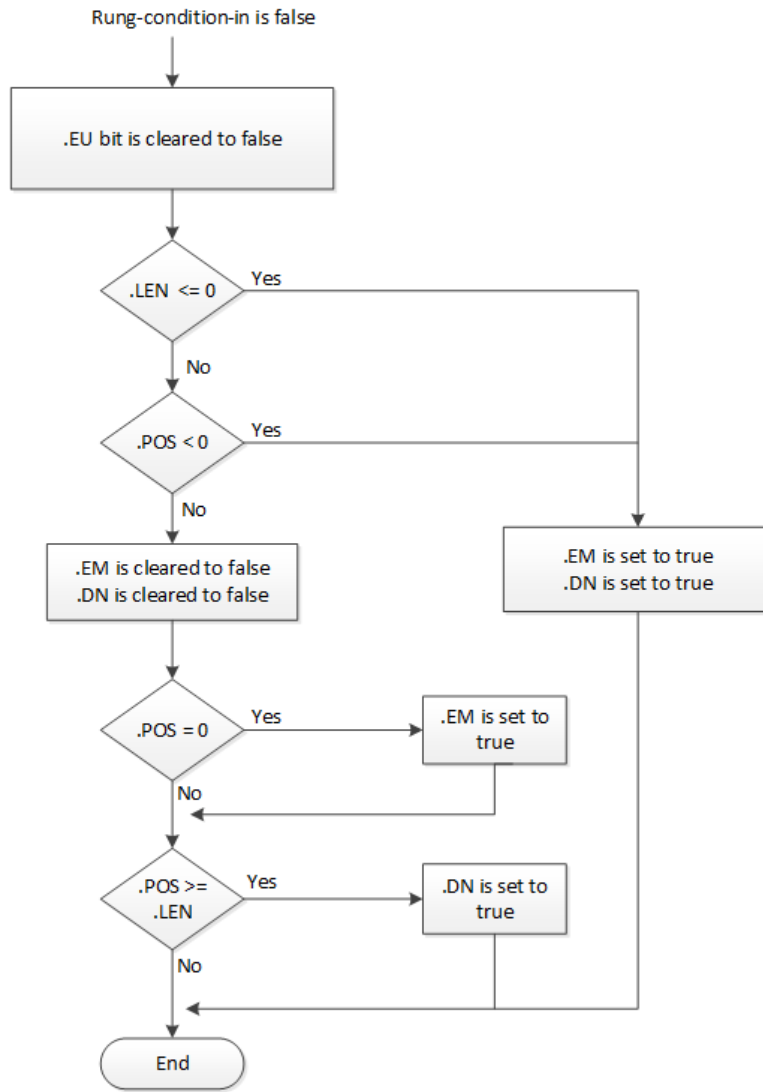 Rung-condition-in is false
.EU bit is cleared to false
.LEN <= 0
Yes
No
.POS < 0
Yes
No
.EM is cleared to false
.DN is cleared to false
.EM is set to true
.DN is set to true
.POS = 0
Yes
.EM is set to
true
No
.POS >=
.LEN
Yes
.DN is set to
true
No
End